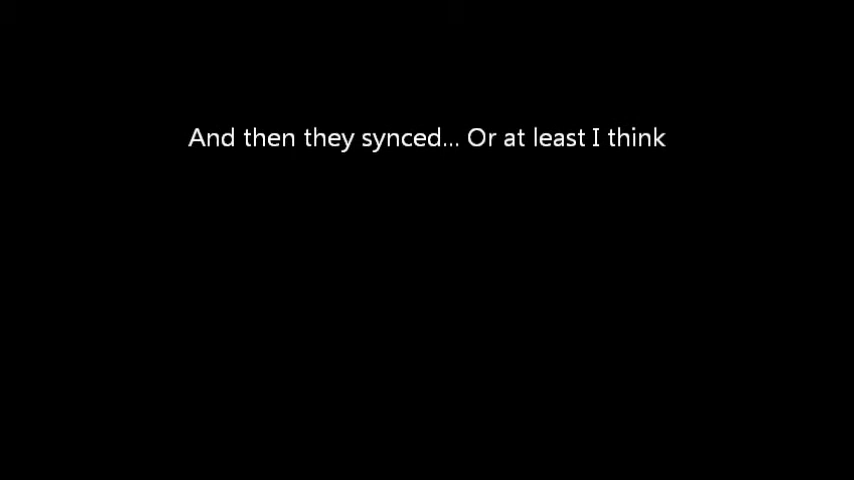 And then they synced... Or at least I think